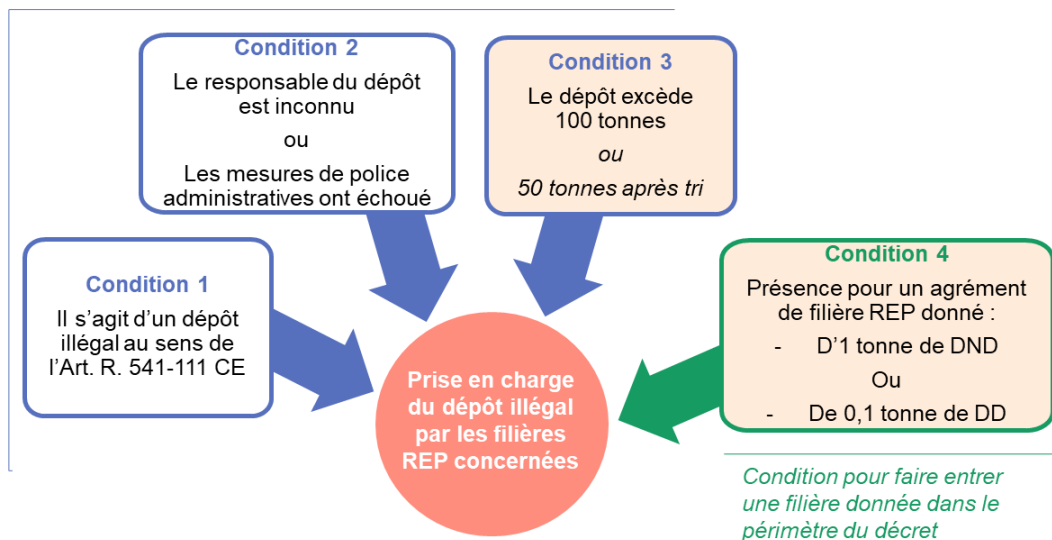 Condition 2
Le responsable du dépôt
est inconnu
ou
Les mesures de police
administratives ont échoué
Condition 3
Le dépôt excède
100 tonnes
ou
50 tonnes après tri
Condition 1
Il s’agit d’un dépôt
illégal au sens de
l’Art. R. 541-111 CE
Condition 4
Présence pour un agrément
de filière REP donné :
- D’1 tonne de DND
Ou
- De 0,1 tonne de DD
Prise en charge
du dépôt illégal
par les filières
REP concernées
Condition pour faire entrer
une filière donnée dans le
périmètre du décret